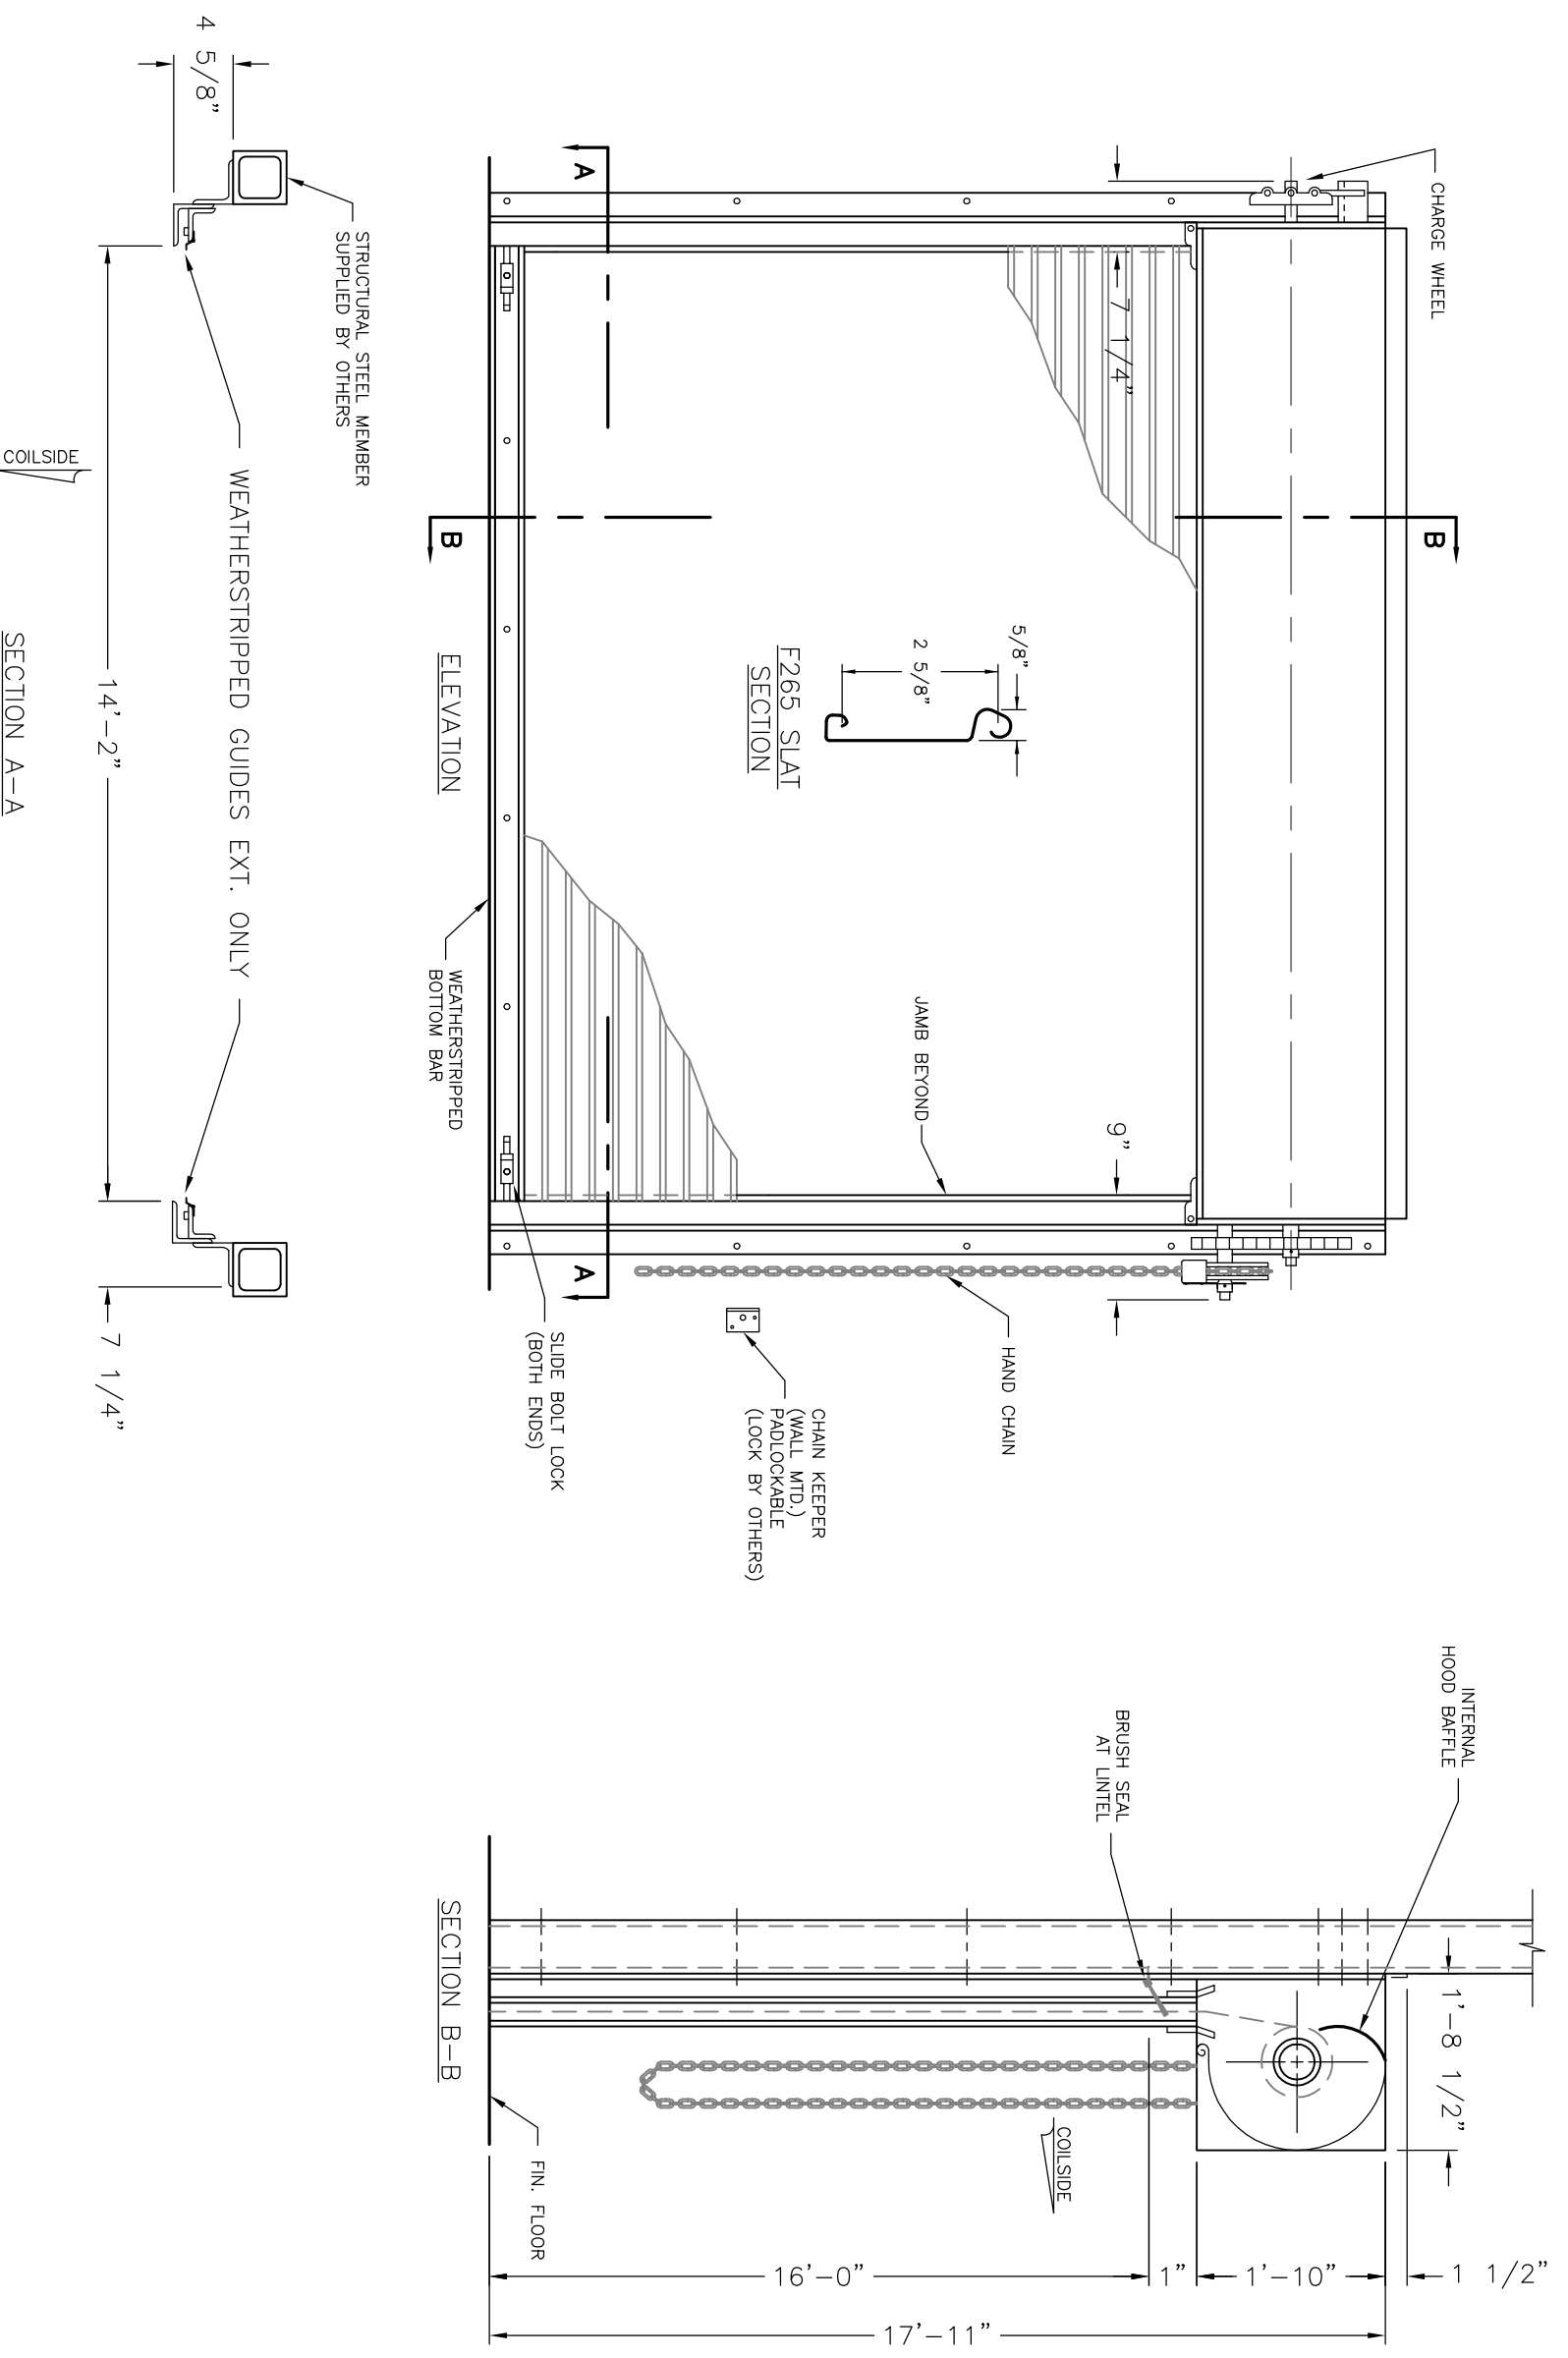 CHARGE WHEEL
7 1/4"
B
B
A
A
5/8"
2 5/8"
F265 SLAT
SECTION
ELEVATION
JAMB BEYOND
9"
HAND CHAIN
CHAIN KEEPER
(WALL MTD.)
PADLOCKABLE
(LOCK BY OTHERS)
SLIDE BOLT LOCK
(BOTH ENDS)
WEATHERSTRIPPED
BOTTOM BAR
INTERNAL
HOOD BAFFLE
BRUSH SEAL
AT LINTEL
1'-8 1/2"
1 1/2"
1'-10"
1"
16'-0"
17'-11"
COILSIDE
FIN. FLOOR
SECTION B-B
4 5/8"
STRUCTURAL STEEL MEMBER
SUPPLIED BY OTHERS
WEATHERSTRIPPED GUIDES EXT. ONLY
14'-2"
7 1/4"
COILSIDE
SECTION A-A